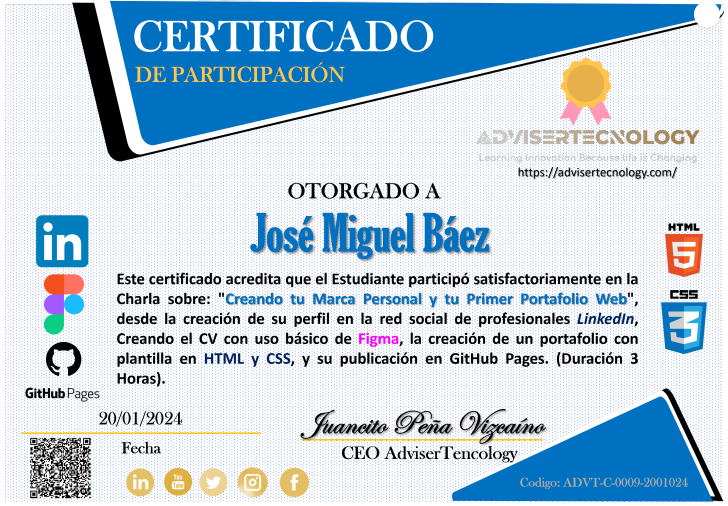 CERTIFICADO
DE PARTICIPACIÓN
ADVISERTECNOLOGY
Learning Innovation Because life is Changing
https://advisertecnology.com/
OTORGADO A
José Miguel Báez
in
HTML
5
CSS
3
Este certificado acredita que el Estudiante participó satisfactoriamente en la
Charla sobre: "Creando tu Marca Personal y tu Primer Portafolio Web",
desde la creación de su perfil en la red social de profesionales LinkedIn,
Creando el CV con uso básico de Figma, la creación de un portafolio con
plantilla en HTML y CSS, y su publicación en GitHub Pages. (Duración 3
Horas).
GitHub Pages
20/01/2024
Fecha
Juancito Peña Vizcaíno
CEO AdviserTencology
in
You
Tube
f
Codigo: ADVT-C-0009-2001024